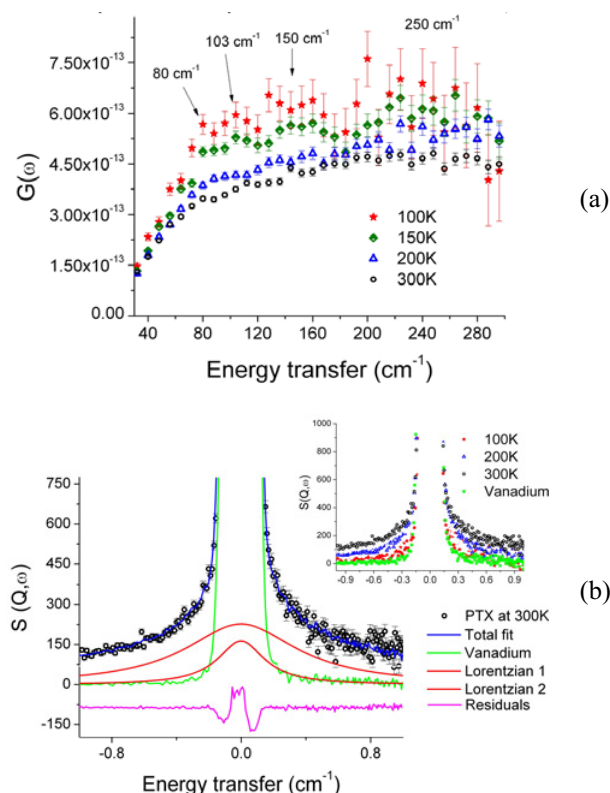 103 cm⁻¹ 150 cm⁻¹ 250 cm⁻¹
80 cm⁻¹
7.50x10⁻¹³
6.00x10⁻¹³
4.50x10⁻¹³
3.00x10⁻¹³
1.50x10⁻¹³
0.00
G(ω)
100K
150K
200K
300K
(a)
40 80 120 160 200 240 280
Energy transfer (cm⁻¹)
750
600
450
300
150
0
-150
S (Q,ω)
1000
800
600
400
200
0
S(Q,ω)
100K
200K
300K
Vanadium
-0.9 -0.6 -0.3 0.0 0.3 0.6 0.9
(b)
PTX at 300K
Total fit
Vanadium
Lorentzian 1
Lorentzian 2
Residuals
-0.8 0.0 0.8
Energy transfer (cm⁻¹)